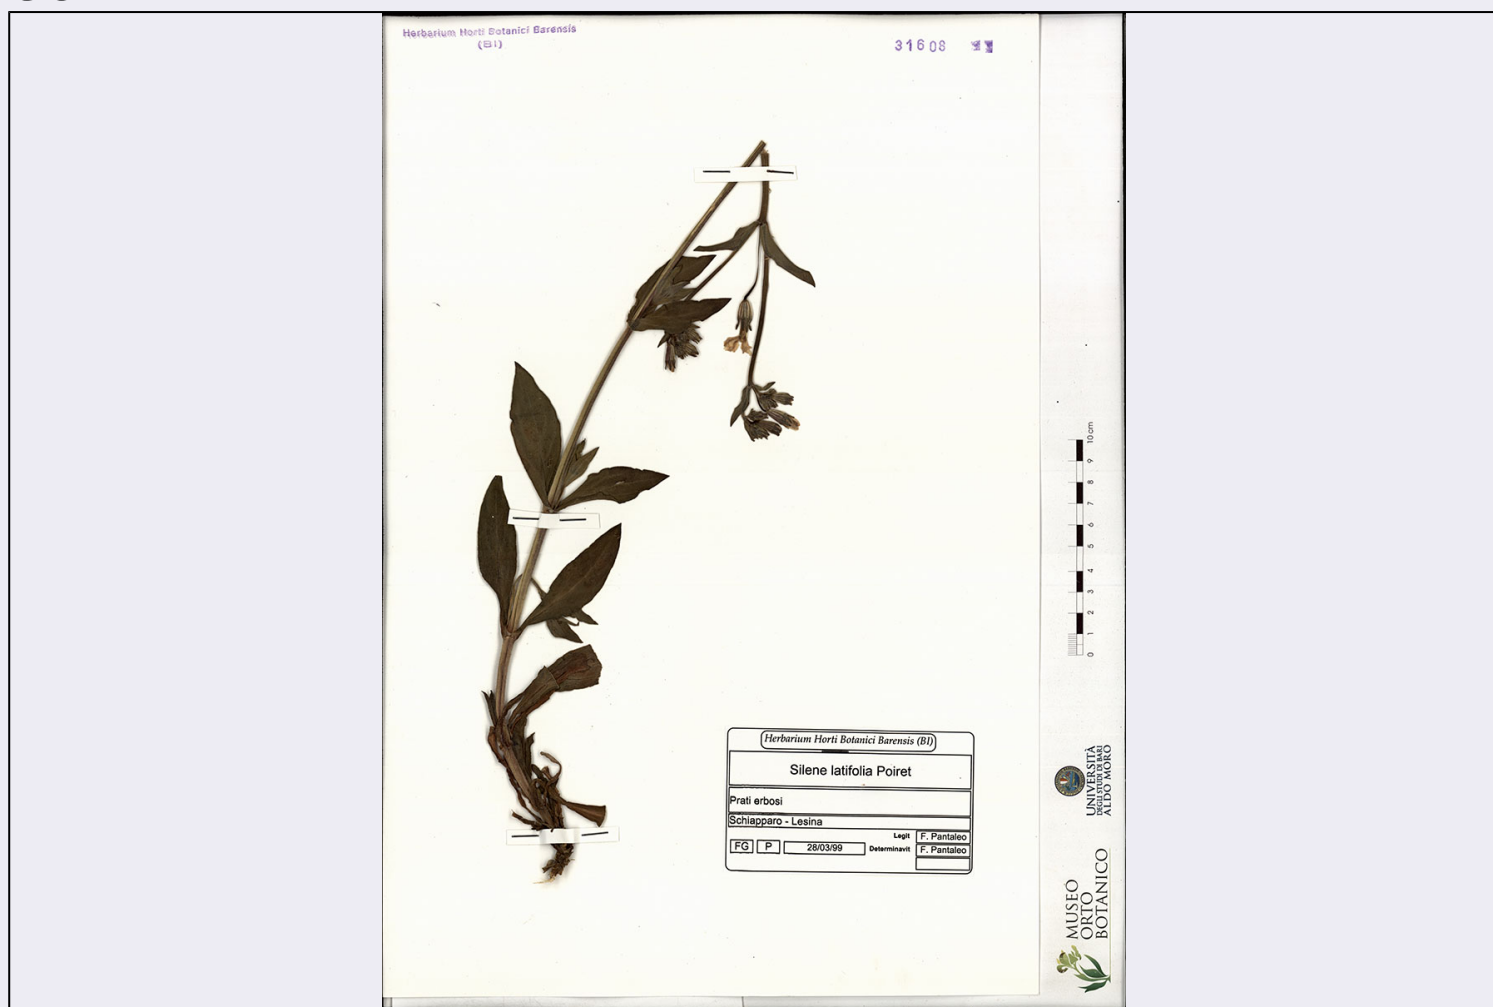 Herbarium Horti Botanici Barensis
(BI)
31608
10 cm
9
8
7
6
5
4
3
2
1
0
Herbarium Horti Botanici Barensis (BI)
Silene latifolia Poiret
Prati erbosi
Schiapparo - Lesina
Legit F. Pantaleo
FG P 28/03/99 Determinavit F. Pantaleo
UNIVERSITÀ
DEGLI STUDI DI BARI
ALDO MORO
MUSEO
ORTO
BOTANICO